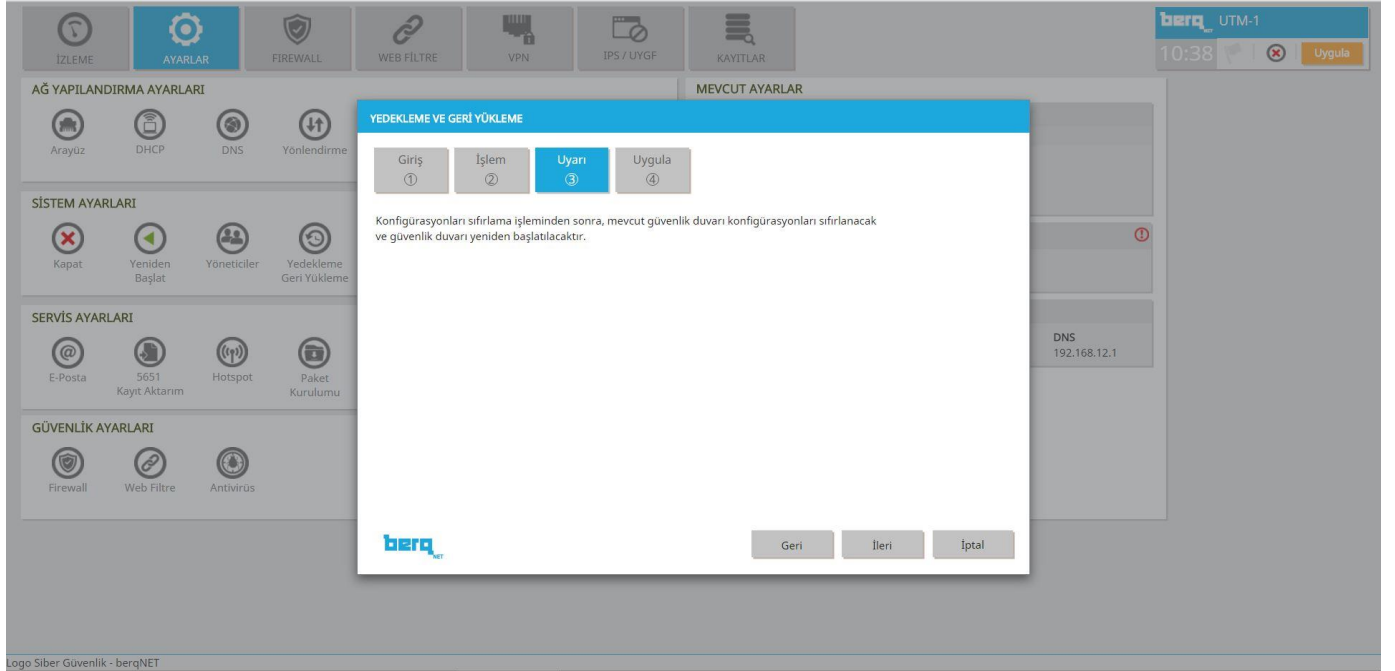 İZLEME
AYARLAR
FIREWALL
WEB FİLTRE
VPN
IPS / UYGF
KAYITLAR
berq NET UTM-1
10:38
Uygula
AĞ YAPILANDIRMA AYARLARI
Arayüz
DHCP
DNS
Yönlendirme
SİSTEM AYARLARI
Kapat
Yeniden
Başlat
Yöneticiler
Yedekleme
Geri Yükleme
SERVİS AYARLARI
E-Posta
5651
Kayıt Aktarım
Hotspot
Paket
Kurulumu
GÜVENLİK AYARLARI
Firewall
Web Filtre
Antivirüs
MEVCUT AYARLAR
DNS
192.168.12.1
YEDEKLEME VE GERİ YÜKLEME
Giriş
1
İşlem
2
Uyarı
3
Uygula
4
Konfigürasyonları sıfırlama işleminden sonra, mevcut güvenlik duvarı konfigürasyonları sıfırlanacak
ve güvenlik duvarı yeniden başlatılacaktır.
berq NET
Geri
İleri
İptal
Logo Siber Güvenlik - berqNET